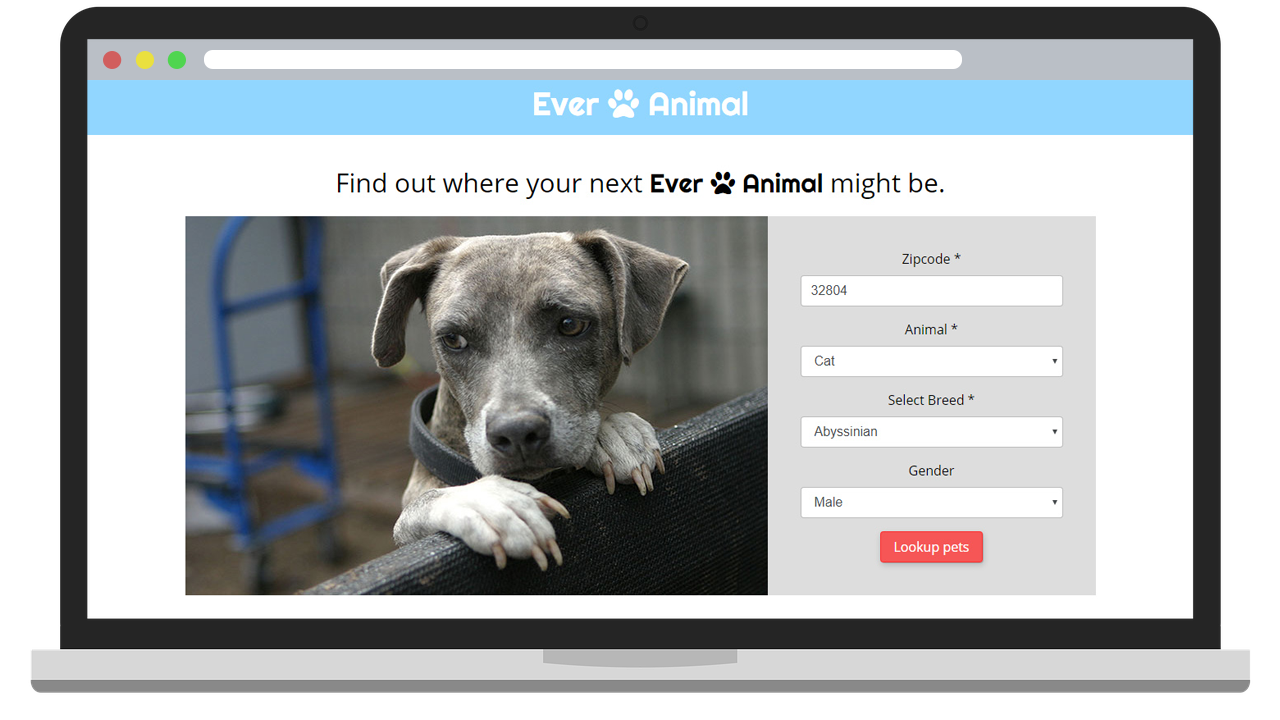 Ever Animal
Find out where your next Ever Animal might be.
Zipcode *
32804
Animal *
Cat
Select Breed *
Abyssinian
Gender
Male
Lookup pets